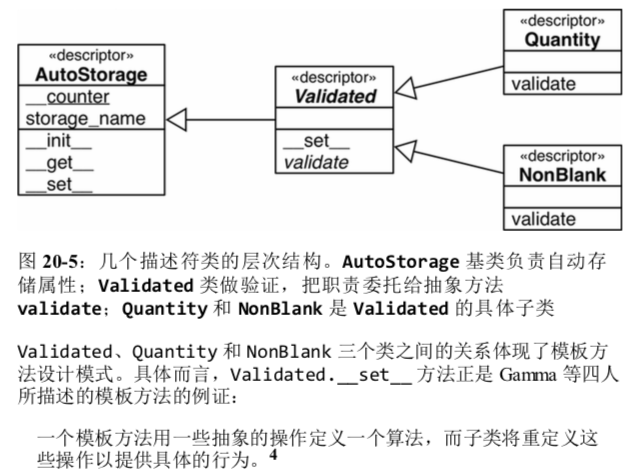 «descriptor»
AutoStorage
__counter
storage_name
__init__
__get__
__set__
«descriptor»
Validated
__set__
validate
«descriptor»
Quantity
validate
«descriptor»
NonBlank
validate
图 20-5：几个描述符类的层次结构。AutoStorage 基类负责自动存
储属性；Validated 类做验证，把职责委托给抽象方法
validate；Quantity 和 NonBlank 是 Validated 的具体子类
Validated、Quantity 和 NonBlank 三个类之间的关系体现了模板方
法设计模式。具体而言，Validated.__set__ 方法正是 Gamma 等四人
所描述的模板方法的例证：
一个模板方法用一些抽象的操作定义一个算法，而子类将重定义这
些操作以提供具体的行为。4